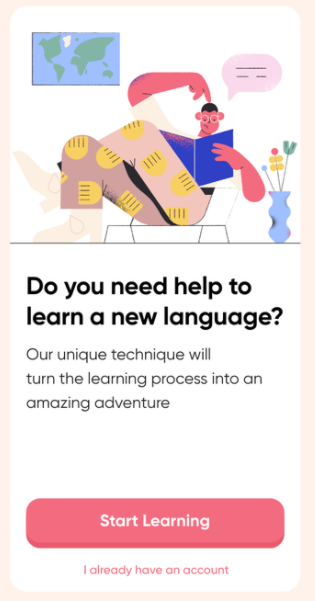 Do you need help to
learn a new language?
Our unique technique will
turn the learning process into an
amazing adventure
Start Learning
I already have an account